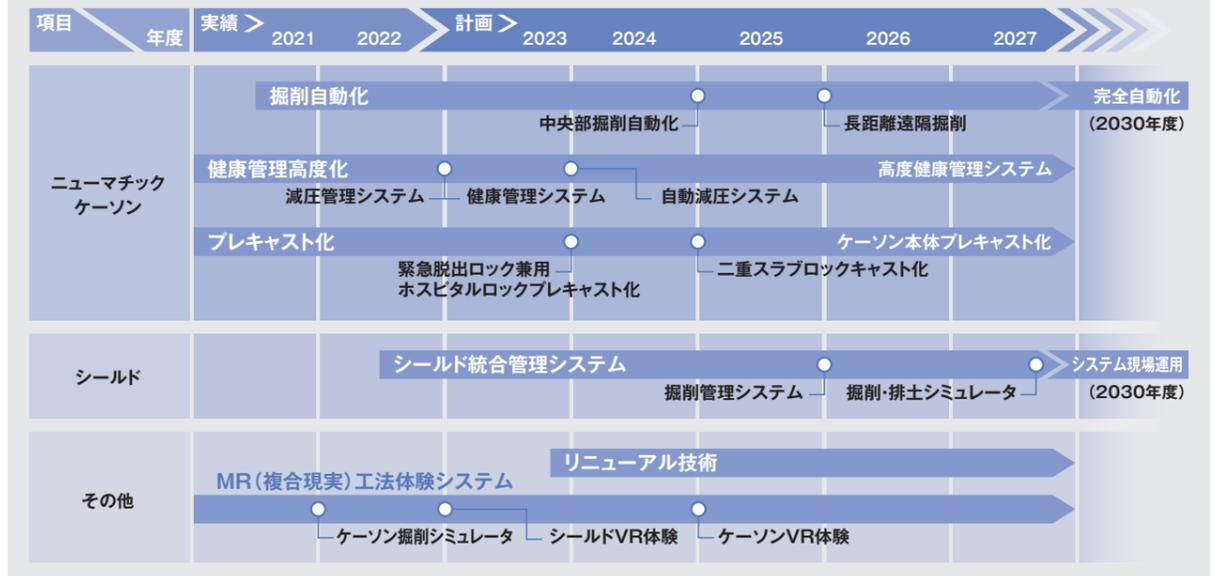 項目
年度
実績
計画
2021
2022
2023
2024
2025
2026
2027
ニューマチック
ケーソン
掘削自動化
完全自動化
中央部掘削自動化
長距離遠隔掘削
(2030年度)
健康管理高度化
高度健康管理システム
減圧管理システム
健康管理システム
自動減圧システム
プレキャスト化
ケーソン本体プレキャスト化
緊急脱出ロック兼用
ホスピタルロックプレキャスト化
二重スラブロックキャスト化
シールド
シールド統合管理システム
システム現場運用
掘削管理システム
掘削・排土シミュレータ
(2030年度)
その他
リニューアル技術
MR(複合現実)工法体験システム
ケーソン掘削シミュレータ
シールドVR体験
ケーソンVR体験